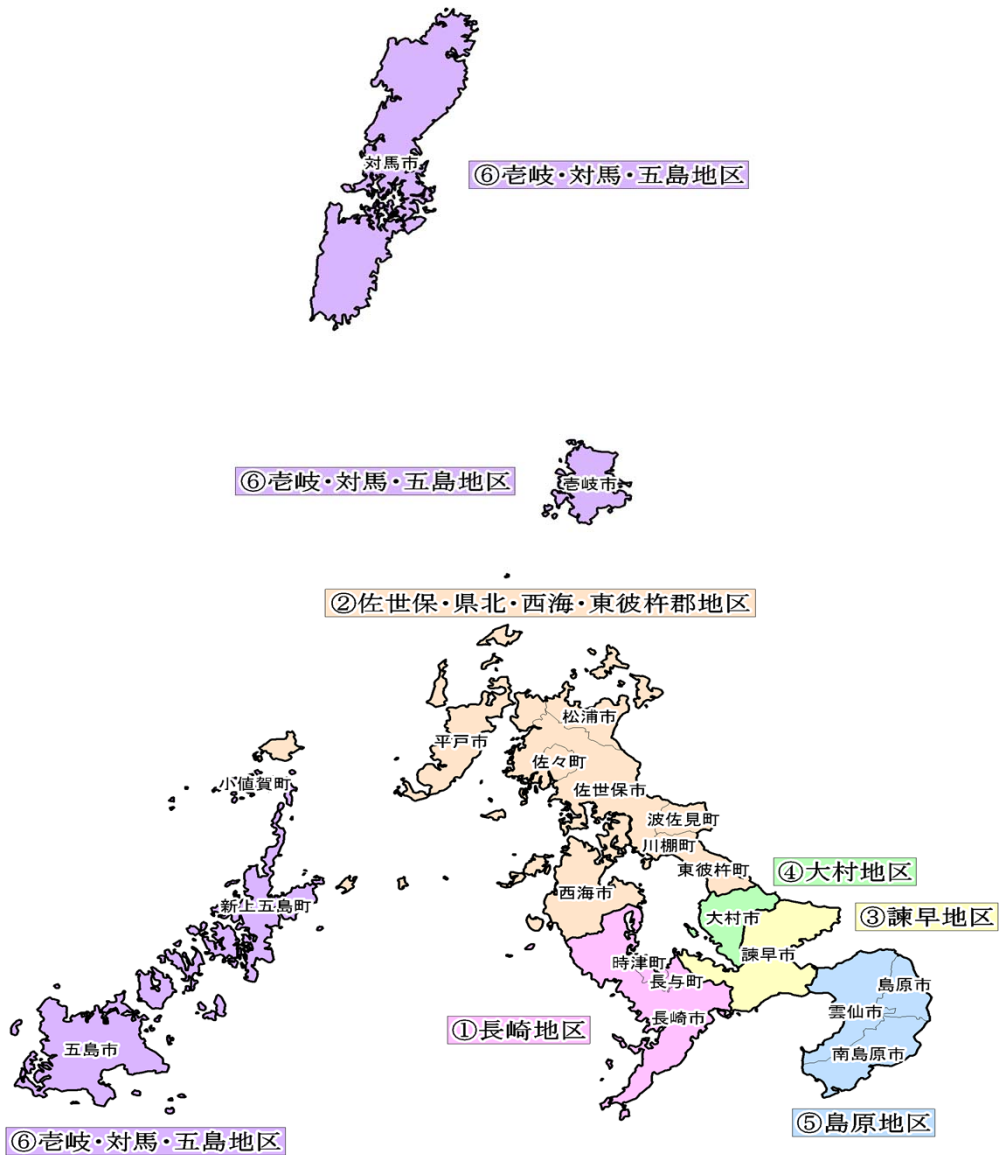 対馬市
⑥壱岐・対馬・五島地区
⑥壱岐・対馬・五島地区
壱岐市
②佐世保・県北・西海・東彼杵郡地区
松浦市
平戸市
佐々町
小値賀町
佐世保市
波佐見町
川棚町
東彼杵町
④大村地区
西海市
新上五島町
大村市
③諫早地区
諫早市
時津町
長与町
島原市
雲仙市
長崎市
①長崎地区
五島市
南島原市
⑤島原地区
⑥壱岐・対馬・五島地区